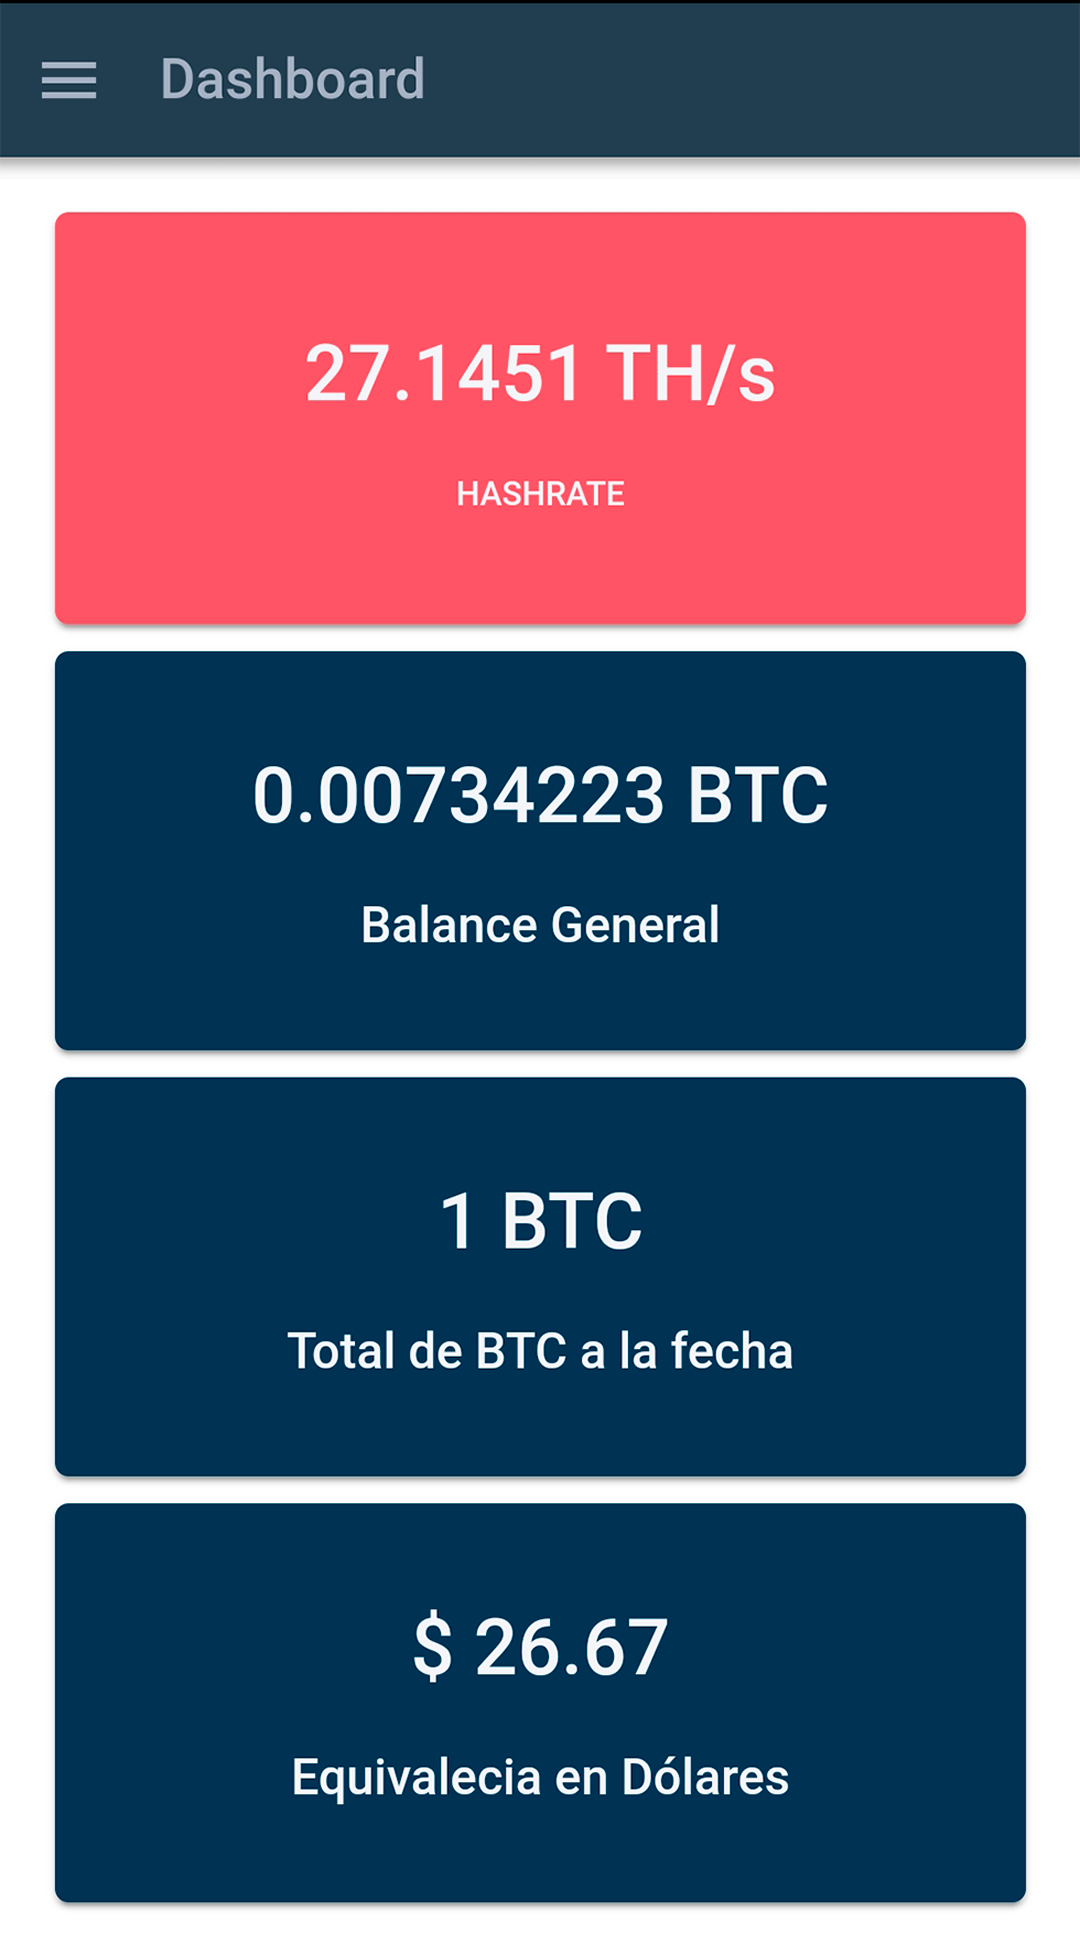 Dashboard
27.1451 TH/s
HASHRATE
0.00734223 BTC
Balance General
1 BTC
Total de BTC a la fecha
$ 26.67
Equivalecia en Dólares